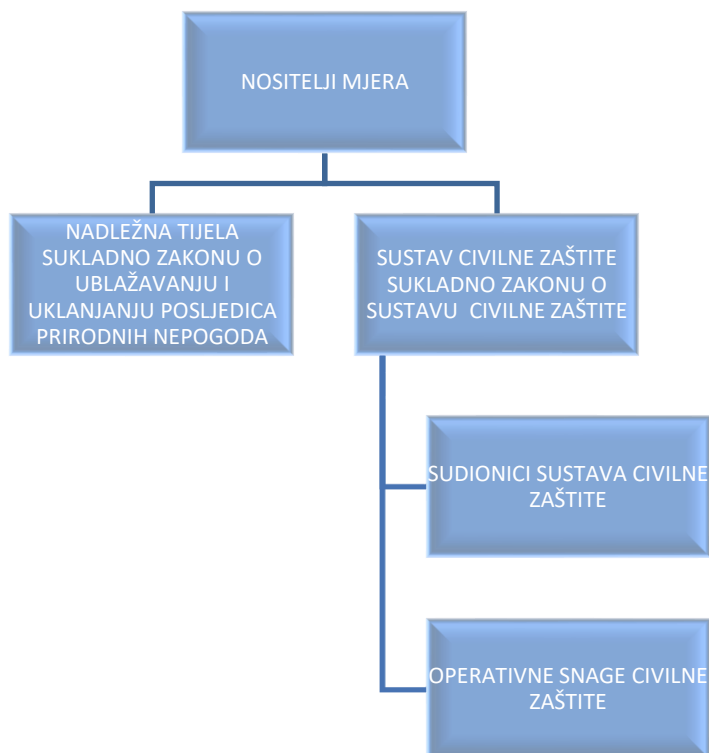 NOSITELJI MJERA
NADLEŽNA TIJELA
SUKLADNO ZAKONU O
UBLAŽAVANJU I
UKLANJANJU POSLJEDICA
PRIRODNIH NEPOGODA
SUSTAV CIVILNE ZAŠTITE
SUKLADNO ZAKONU O
SUSTAVU CIVILNE ZAŠTITE
SUDIONICI SUSTAVA CIVILNE
ZAŠTITE
OPERATIVNE SNAGE CIVILNE
ZAŠTITE